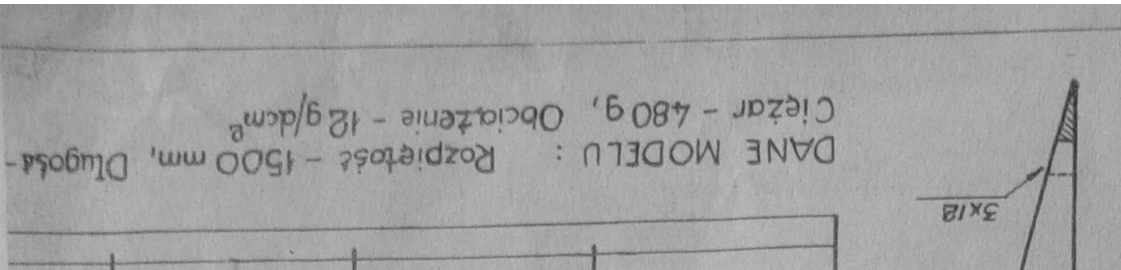 3x12
DANE MODELU : Rozpiętość - 1500 mm, Długość -
Ciężar - 480 g, Obciążenie - 12 g/dcm²